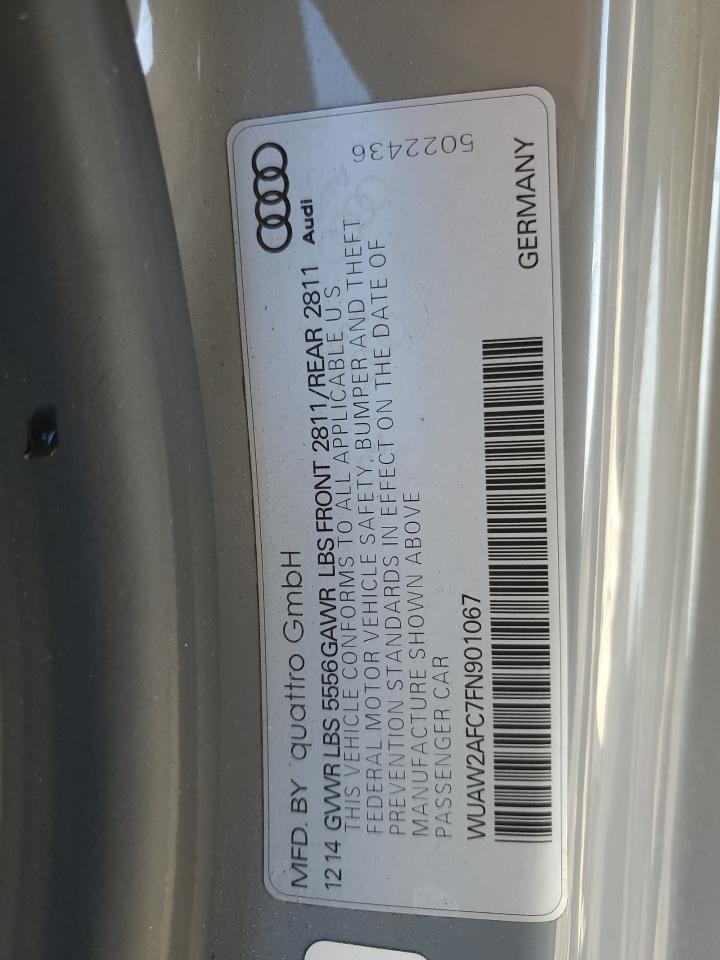 MFD. BY quattro GmbH
Audi
12 14 GVWR LBS 5556 GAWR LBS FRONT 2811/REAR 2811
THIS VEHICLE CONFORMS TO ALL APPLICABLE U.S.
FEDERAL MOTOR VEHICLE SAFETY, BUMPER AND THEFT
PREVENTION STANDARDS IN EFFECT ON THE DATE OF
MANUFACTURE SHOWN ABOVE
PASSENGER CAR
5022436
WUAW2AFC7FN901067
GERMANY